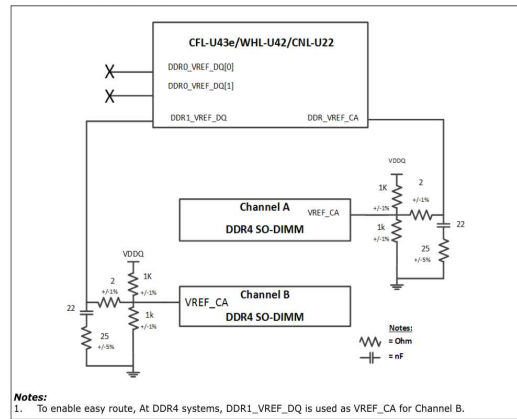 CFL-U43e/WHL-U42/CNL-U22
DDR0_VREF_DQ[0]
DDR0_VREF_DQ[1]
DDR1_VREF_DQ
DDR_VREF_CA
VDDQ
1K
+/-1%
2
+/-1%
Channel A
VREF_CA
DDR4 SO-DIMM
1k
+/-1%
22
25
+/-5%
VDDQ
1K
+/-1%
2
+/-1%
Channel B
VREF_CA
DDR4 SO-DIMM
22
1k
+/-1%
25
+/-5%
Notes:
= Ohm
= nF
Notes:
1. To enable easy route, At DDR4 systems, DDR1_VREF_DQ is used as VREF_CA for Channel B.